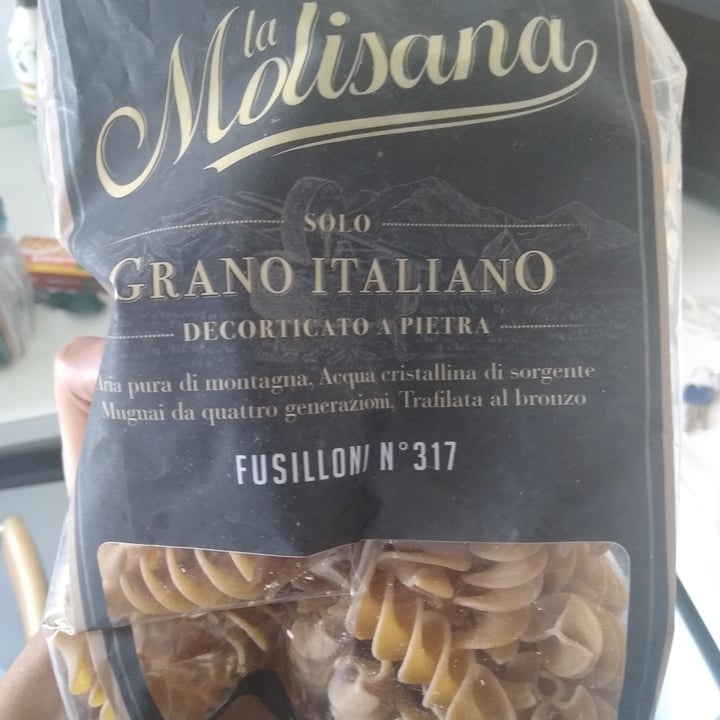 la
Molisana
SOLO
GRANO ITALIANO
DECORTICATO A PIETRA
Aria pura di montagna, Acqua cristallina di sorgente
Mugnai da quattro generazioni, Trafilata al bronzo
FUSILLONI N°317